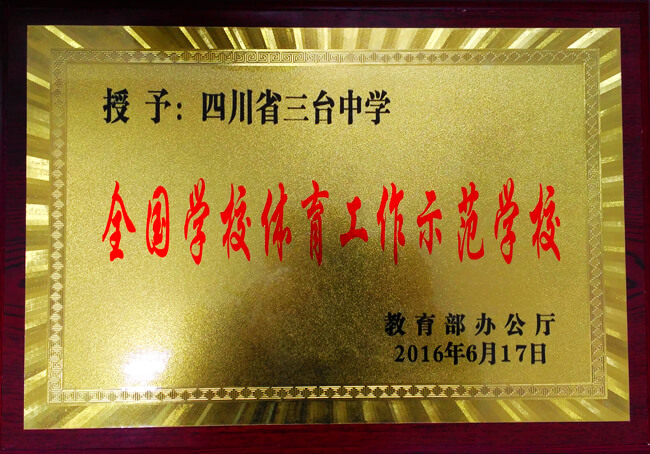 授予：四川省三台中学
全国学校体育工作示范学校
教育部办公厅
2016年6月17日